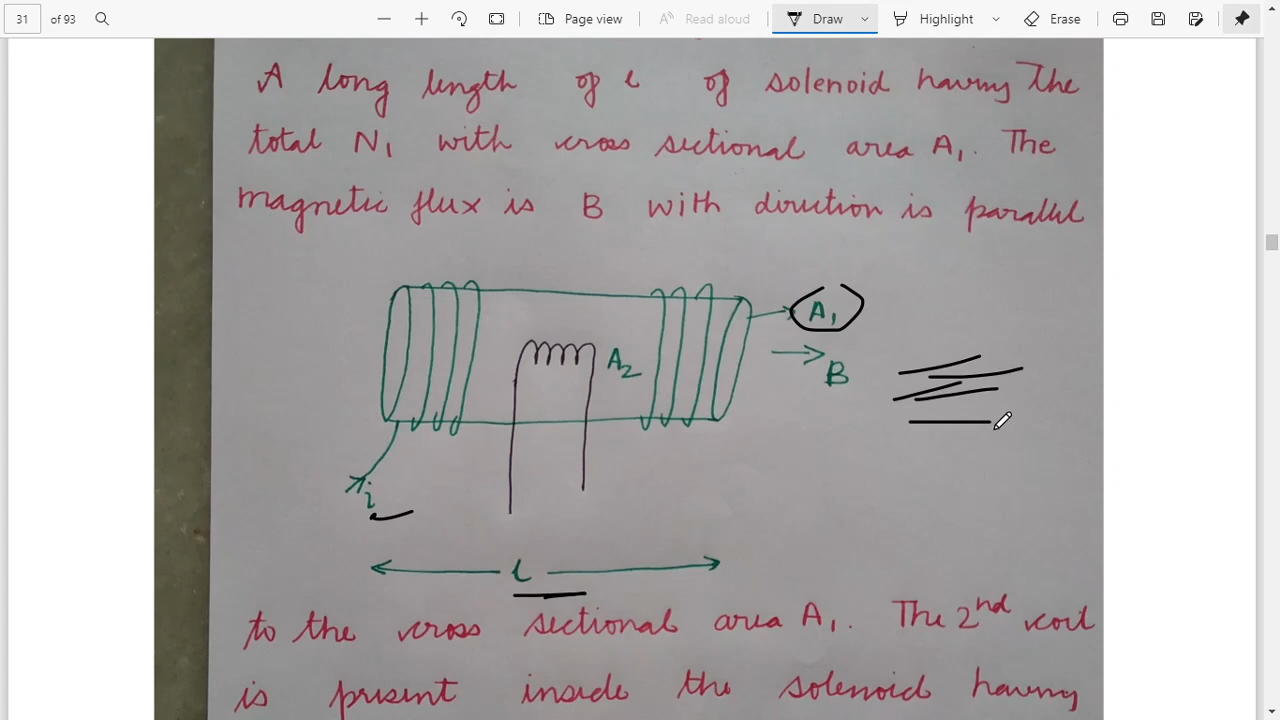 31 of 93 Page view Read aloud Draw Highlight Erase
A long length of l of solenoid having The
total N₁ with cross sectional area A₁. The
magnetic flux is B with direction is parallel
A₁
A₂
B
i
l
to the cross sectional area A₁. The 2nd coil
is present inside the solenoid having